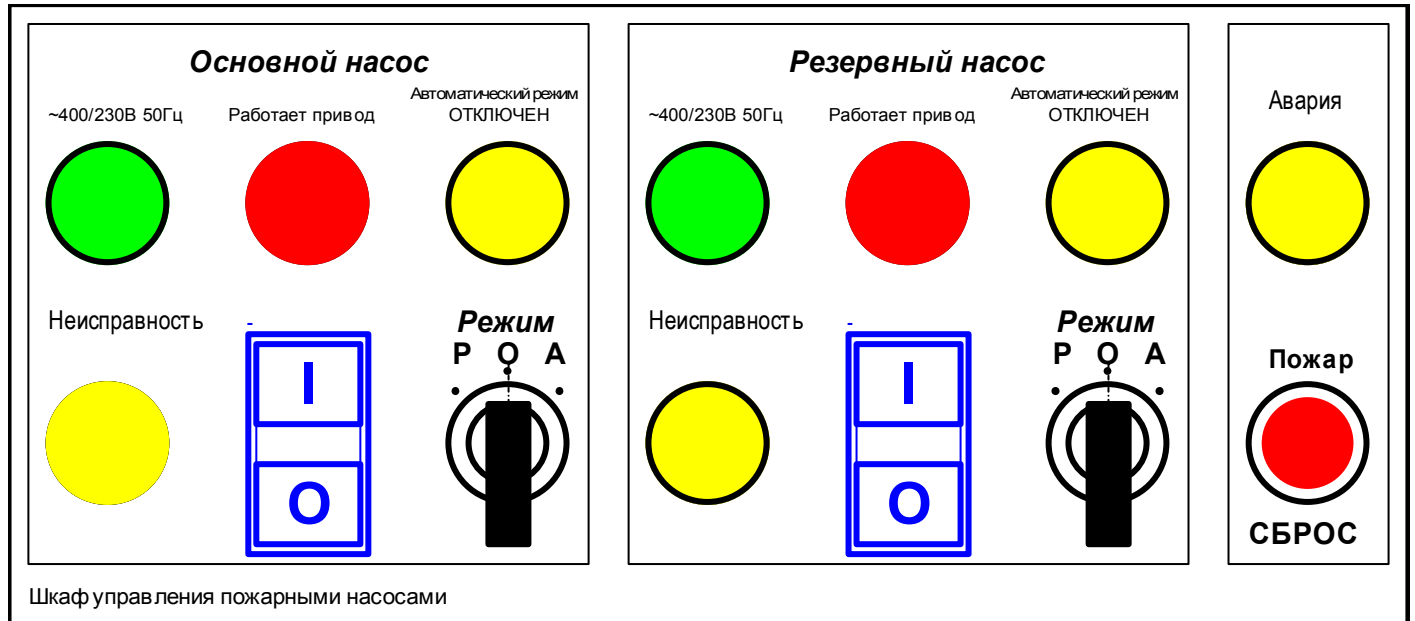 Основной насос
~400/230В 50Гц
Работает привод
Автоматический режим
ОТКЛЮЧЕН
Неисправность
-
I
O
Режим
Р О А
Резервный насос
~400/230В 50Гц
Работает привод
Автоматический режим
ОТКЛЮЧЕН
Неисправность
-
I
O
Режим
Р О А
Авария
Пожар
СБРОС
Шкаф управления пожарными насосами